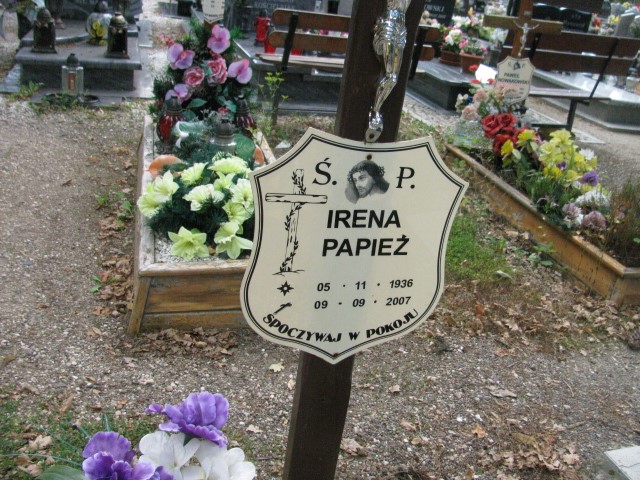 Ś. P.
IRENA
PAPIEŻ
05 · 11 · 1936
09 · 09 · 2007
SPOCZYWAJ W POKOJU